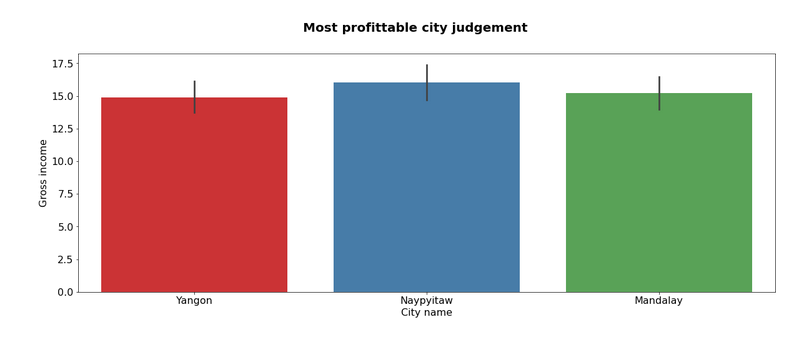 Most profittable city judgement
17.5
15.0
12.5
10.0
7.5
5.0
2.5
0.0
Gross income
Yangon
Naypyitaw
Mandalay
City name